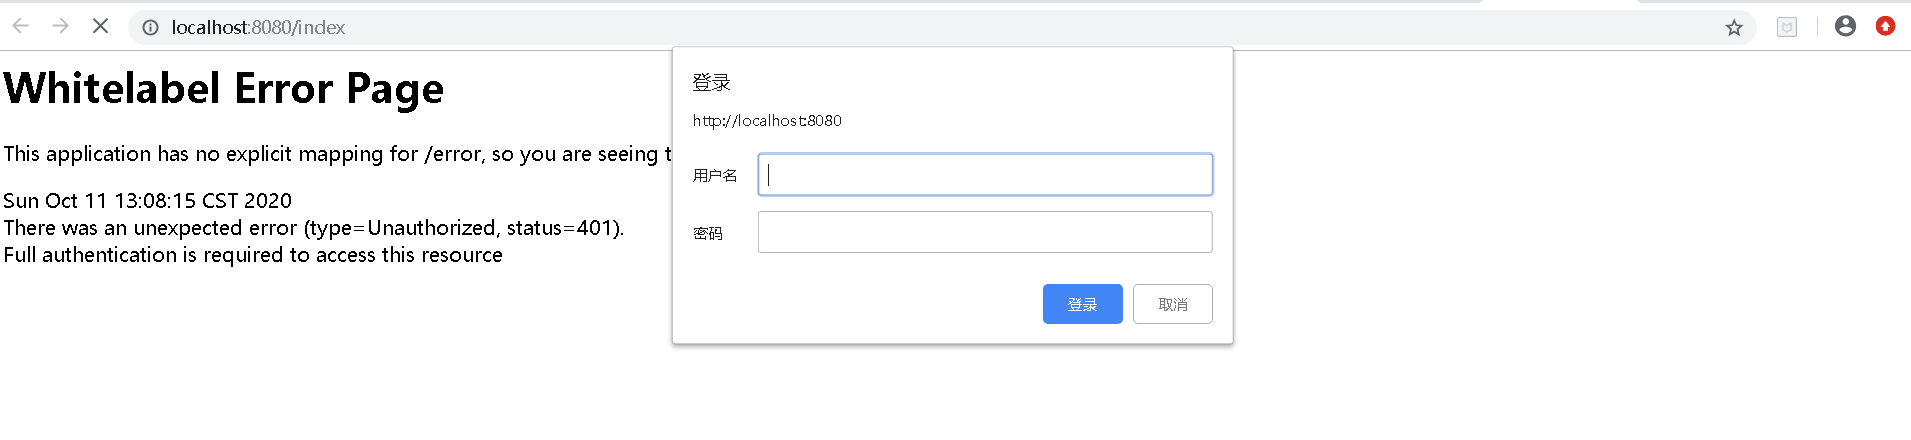 localhost:8080/index
Whitelabel Error Page
This application has no explicit mapping for /error, so you are seeing
Sun Oct 11 13:08:15 CST 2020
There was an unexpected error (type=Unauthorized, status=401).
Full authentication is required to access this resource
登录
http://localhost:8080
用户名
密码
登录
取消